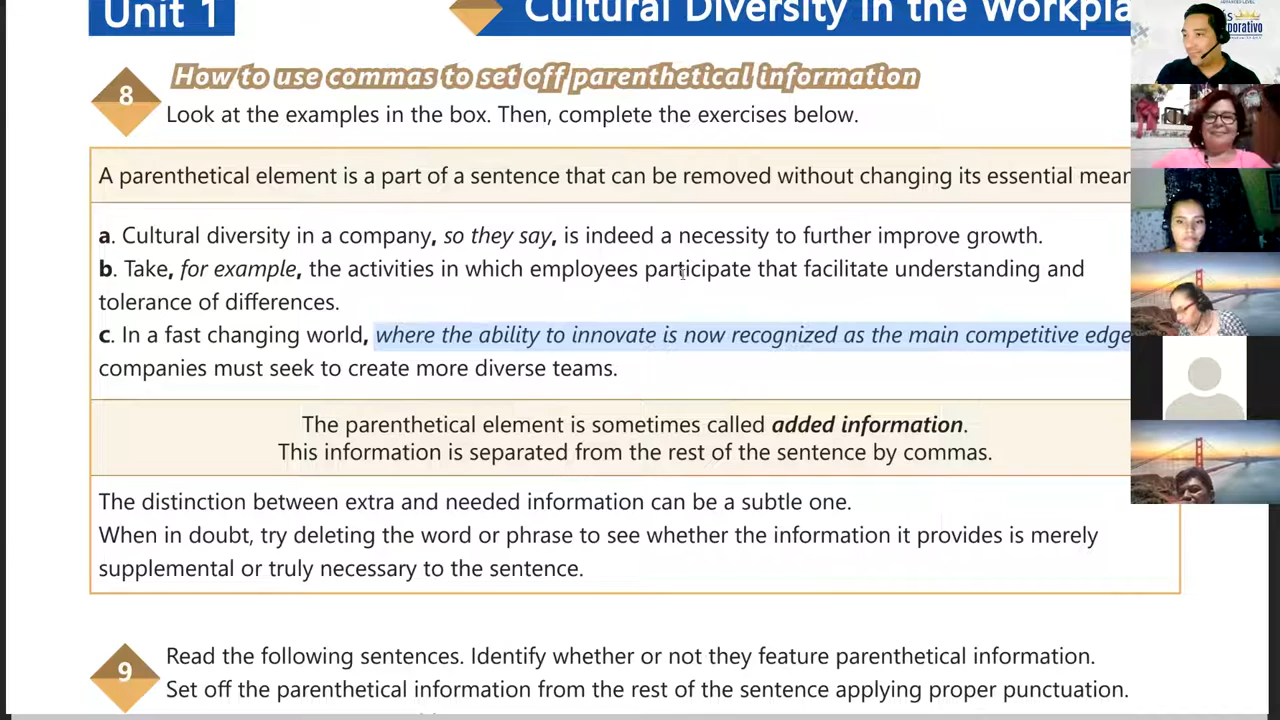 Unit 1
Cultural Diversity in the Workpla
8
How to use commas to set off parenthetical information
Look at the examples in the box. Then, complete the exercises below.
A parenthetical element is a part of a sentence that can be removed without changing its essential mean
a. Cultural diversity in a company, so they say, is indeed a necessity to further improve growth.
b. Take, for example, the activities in which employees participate that facilitate understanding and
tolerance of differences.
c. In a fast changing world, where the ability to innovate is now recognized as the main competitive edge
companies must seek to create more diverse teams.
The parenthetical element is sometimes called added information.
This information is separated from the rest of the sentence by commas.
The distinction between extra and needed information can be a subtle one.
When in doubt, try deleting the word or phrase to see whether the information it provides is merely
supplemental or truly necessary to the sentence.
9
Read the following sentences. Identify whether or not they feature parenthetical information.
Set off the parenthetical information from the rest of the sentence applying proper punctuation.